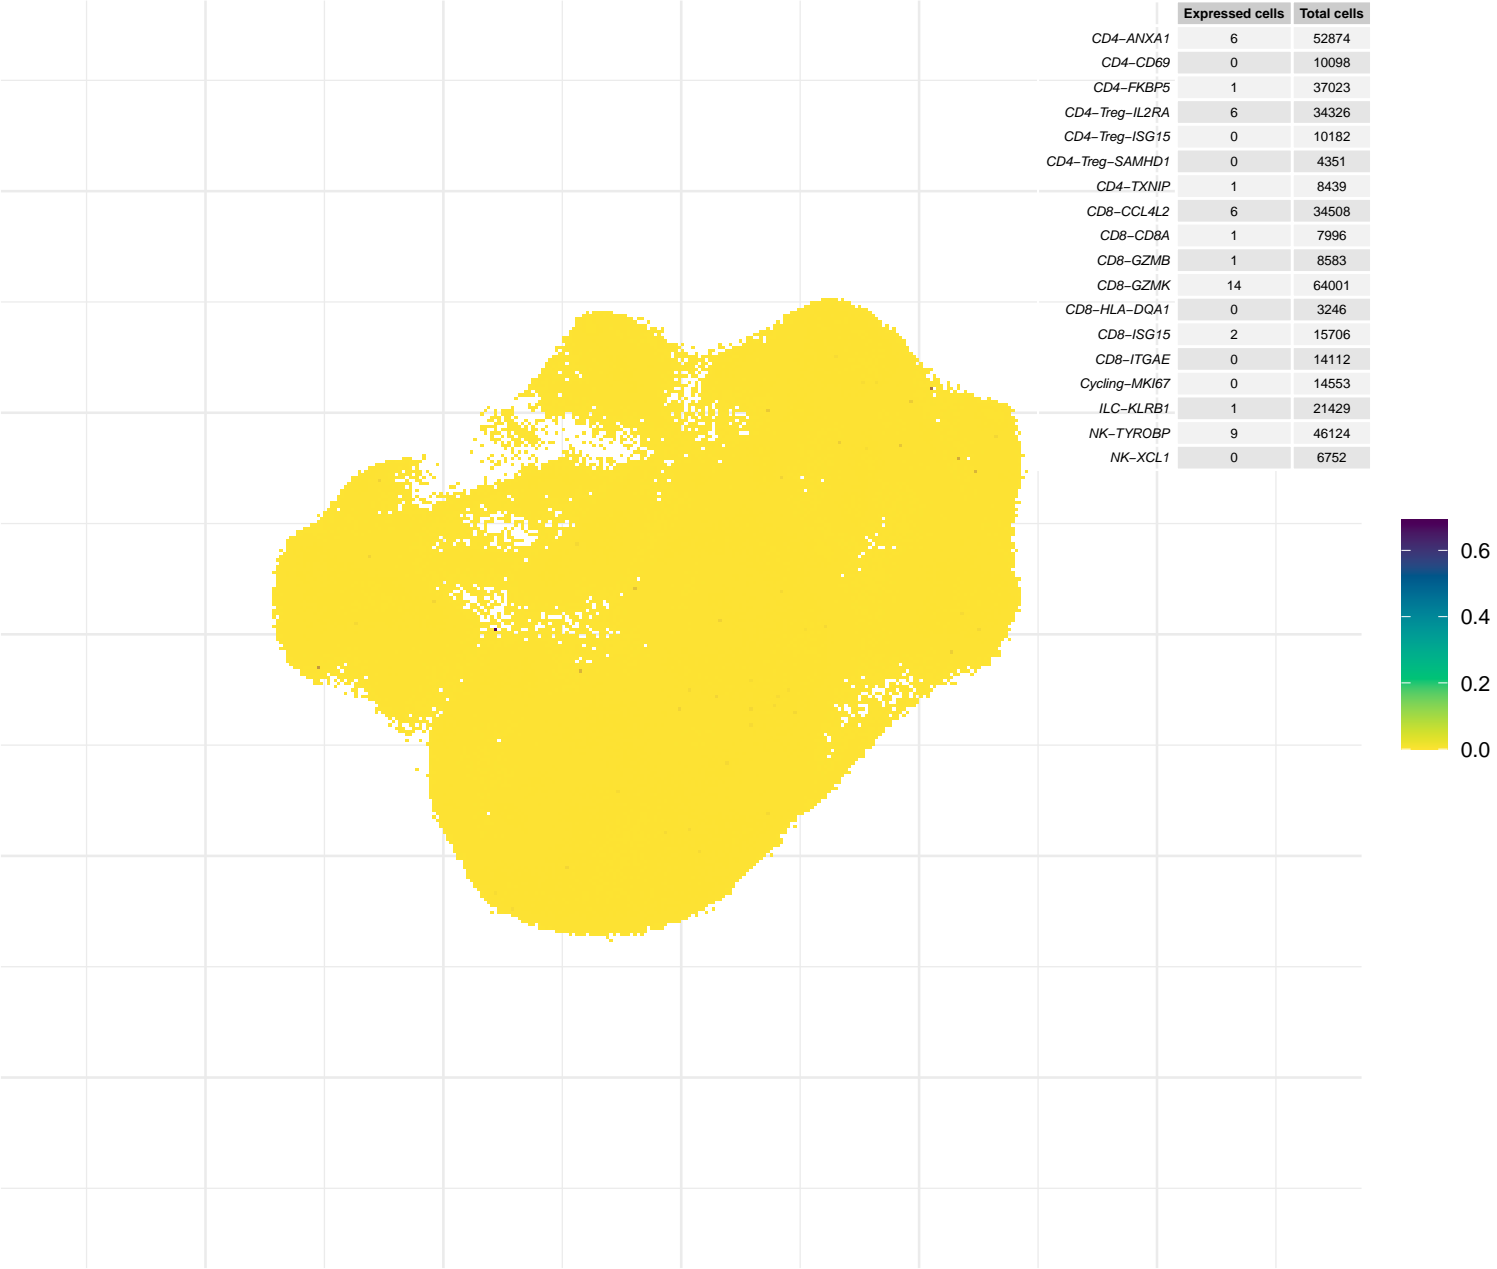 Expressed cells Total cells
CD4−ANXA1 6 52874
CD4−CD69 0 10098
CD4−FKBP5 1 37023
CD4−Treg−IL2RA 6 34326
CD4−Treg−ISG15 0 10182
CD4−Treg−SAMHD1 0 4351
CD4−TXNIP 1 8439
CD8−CCL4L2 6 34508
CD8−CD8A 1 7996
CD8−GZMB 1 8583
CD8−GZMK 14 64001
CD8−HLA−DQA1 0 3246
CD8−ISG15 2 15706
CD8−ITGAE 0 14112
Cycling−MKI67 0 14553
ILC−KLRB1 1 21429
NK−TYROBP 9 46124
NK−XCL1 0 6752
0.6
0.4
0.2
0.0